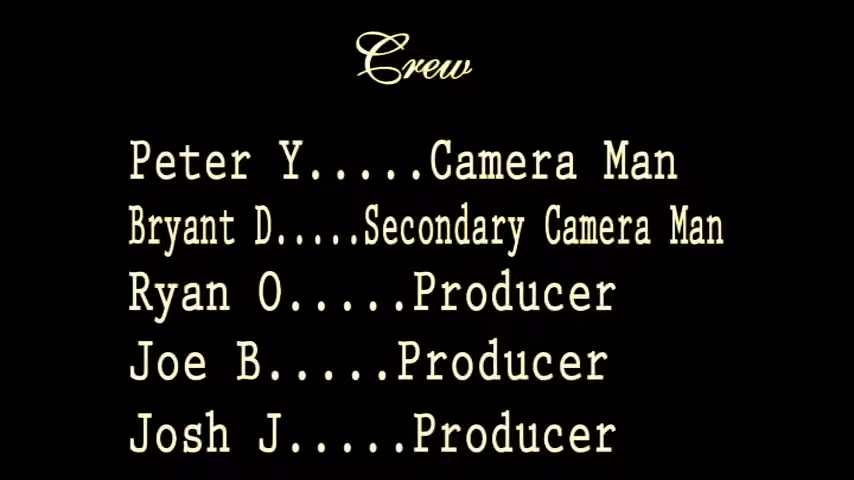 Crew
Peter Y.....Camera Man
Bryant D.....Secondary Camera Man
Ryan O.....Producer
Joe B.....Producer
Josh J.....Producer